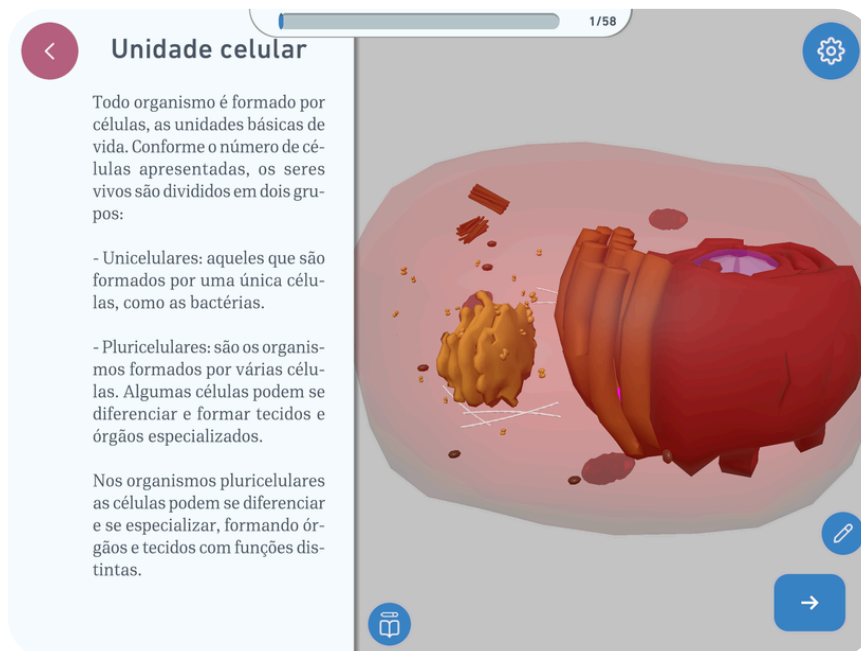 1/58
Unidade celular
Todo organismo é formado por
células, as unidades básicas de
vida. Conforme o número de cé-
lulas apresentadas, os seres
vivos são divididos em dois gru-
pos:
- Unicelulares: aqueles que são
formados por uma única célu-
las, como as bactérias.
- Pluricelulares: são os organis-
mos formados por várias célu-
las. Algumas células podem se
diferenciar e formar tecidos e
órgãos especializados.
Nos organismos pluricelulares
as células podem se diferenciar
e se especializar, formando ór-
gãos e tecidos com funções dis-
tintas.